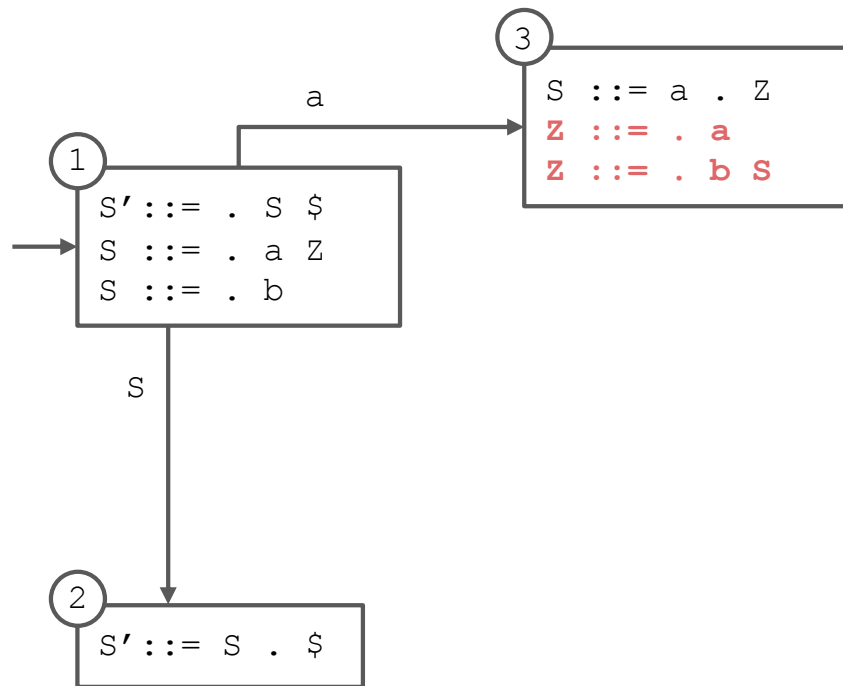 3
S ::= a . Z
Z ::= . a
Z ::= . b S
a
1
S′::= . S $
S ::= . a Z
S ::= . b
S
2
S′::= S . $